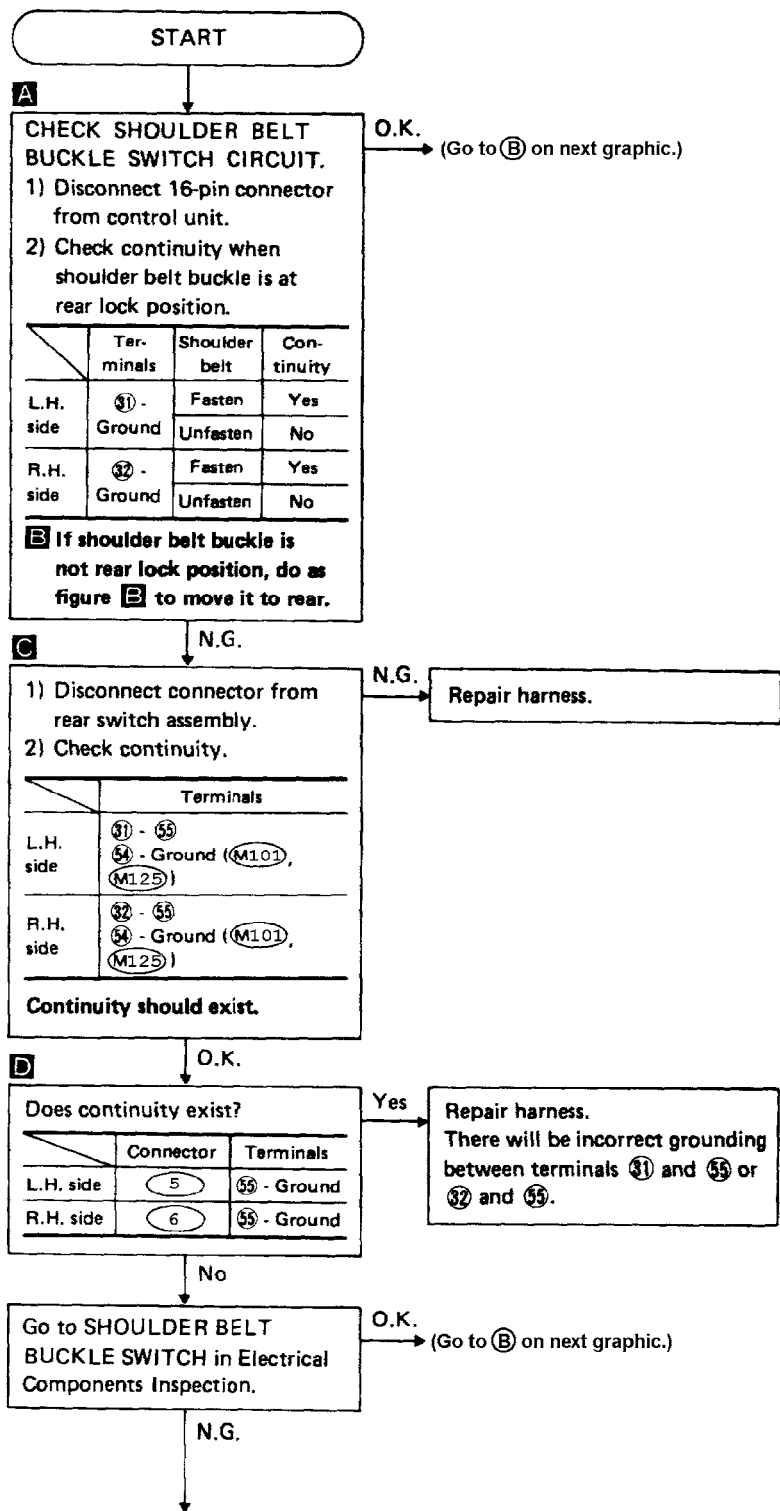 START
A
CHECK SHOULDER BELT
BUCKLE SWITCH CIRCUIT.
1) Disconnect 16-pin connector
from control unit.
2) Check continuity when
shoulder belt buckle is at
rear lock position.
Ter-
minals
Shoulder
belt
Con-
tinuity
L.H.
side
31 -
Ground
Fasten
Yes
Unfasten
No
R.H.
side
32 -
Ground
Fasten
Yes
Unfasten
No
B If shoulder belt buckle is
not rear lock position, do as
figure B to move it to rear.
O.K.
(Go to B on next graphic.)
N.G.
C
1) Disconnect connector from
rear switch assembly.
2) Check continuity.
Terminals
L.H.
side
31 - 55
54 - Ground (M101,
M125)
R.H.
side
32 - 55
54 - Ground (M101,
M125)
Continuity should exist.
N.G.
Repair harness.
O.K.
D
Does continuity exist?
Connector
Terminals
L.H. side
5
55 - Ground
R.H. side
6
55 - Ground
Yes
Repair harness.
There will be incorrect grounding
between terminals 31 and 55 or
32 and 55.
No
Go to SHOULDER BELT
BUCKLE SWITCH in Electrical
Components Inspection.
O.K.
(Go to B on next graphic.)
N.G.